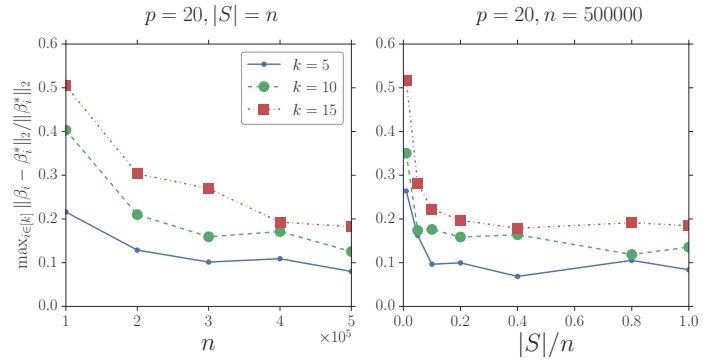 p = 20, |S| = n
p = 20, n = 500000
max_{i∈[k]} ||β_i − β_i^*||_2/||β_i^*||_2
0.6
0.5
0.4
0.3
0.2
0.1
0.0
k = 5
k = 10
k = 15
1 2 3 4 5
×10^5
n
0.6
0.5
0.4
0.3
0.2
0.1
0.0
0.0 0.2 0.4 0.6 0.8 1.0
|S|/n